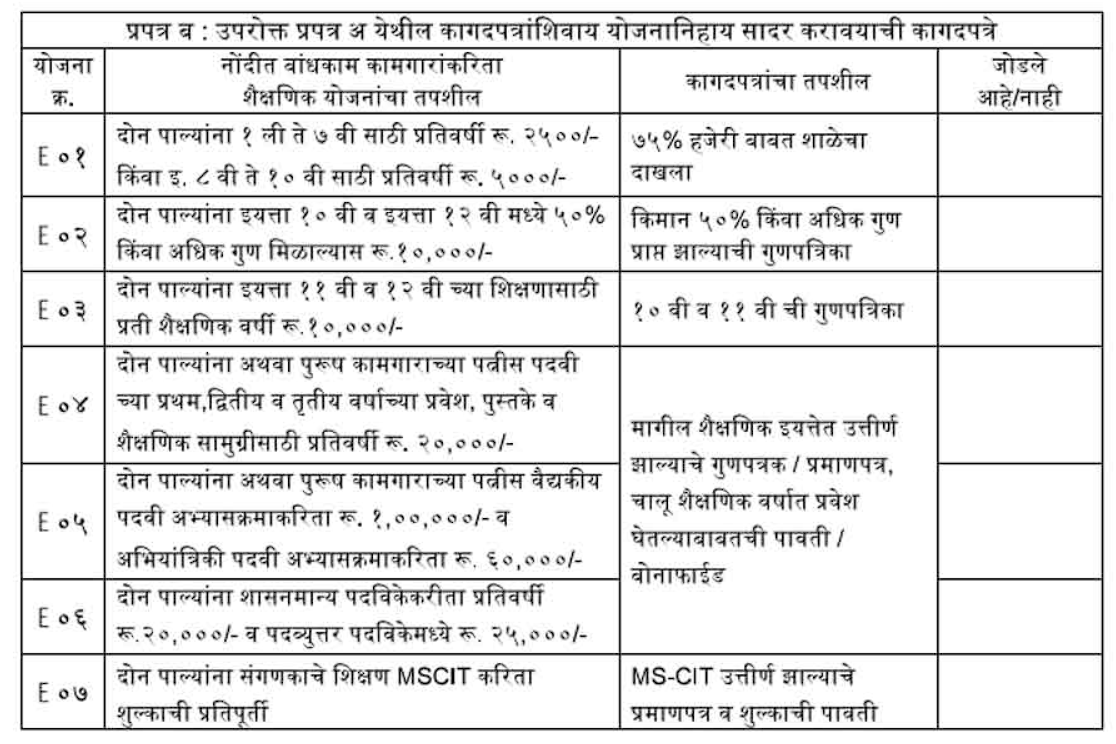 प्रपत्र ब : उपरोक्त प्रपत्र अ येथील कागदपत्रांशिवाय योजनानिहाय सादर करावयाची कागदपत्रे
योजना
क्र.
नोंदीत बांधकाम कामगारांकरिता
शैक्षणिक योजनांचा तपशील
कागदपत्रांचा तपशील
जोडले
आहे/नाही
E ०१
दोन पाल्यांना १ ली ते ७ वी साठी प्रतिवर्षी रू. २५००/-
किंवा इ. ८ वी ते १० वी साठी प्रतिवर्षी रू. ५०००/-
७५% हजेरी बाबत शाळेचा
दाखला
E ०२
दोन पाल्यांना इयत्ता १० वी व इयत्ता १२ वी मध्ये ५०%
किंवा अधिक गुण मिळाल्यास रू.१०,०००/-
किमान ५०% किंवा अधिक गुण
प्राप्त झाल्याची गुणपत्रिका
E ०३
दोन पाल्यांना इयत्ता ११ वी व १२ वी च्या शिक्षणासाठी
प्रती शैक्षणिक वर्षी रू.१०,०००/-
१० वी व ११ वी ची गुणपत्रिका
E ०४
दोन पाल्यांना अथवा पुरूष कामगाराच्या पत्नीस पदवी
च्या प्रथम,द्वितीय व तृतीय वर्षाच्या प्रवेश, पुस्तके व
शैक्षणिक सामुग्रीसाठी प्रतिवर्षी रू. २०,०००/-
मागील शैक्षणिक इयत्तेत उत्तीर्ण
झाल्याचे गुणपत्रक / प्रमाणपत्र,
चालू शैक्षणिक वर्षात प्रवेश
घेतल्याबाबतची पावती /
बोनाफाईड
E ०५
दोन पाल्यांना अथवा पुरूष कामगाराच्या पत्नीस वैद्यकीय
पदवी अभ्यासक्रमाकरिता रू. १,००,०००/- व
अभियांत्रिकी पदवी अभ्यासक्रमाकरिता रू. ६०,०००/-
E ०६
दोन पाल्यांना शासनमान्य पदविकेकरीता प्रतिवर्षी
रू.२०,०००/- व पदव्युत्तर पदविकेमध्ये रू. २५,०००/-
E ०७
दोन पाल्यांना संगणकाचे शिक्षण MSCIT करिता
शुल्काची प्रतिपूर्ती
MS-CIT उत्तीर्ण झाल्याचे
प्रमाणपत्र व शुल्काची पावती